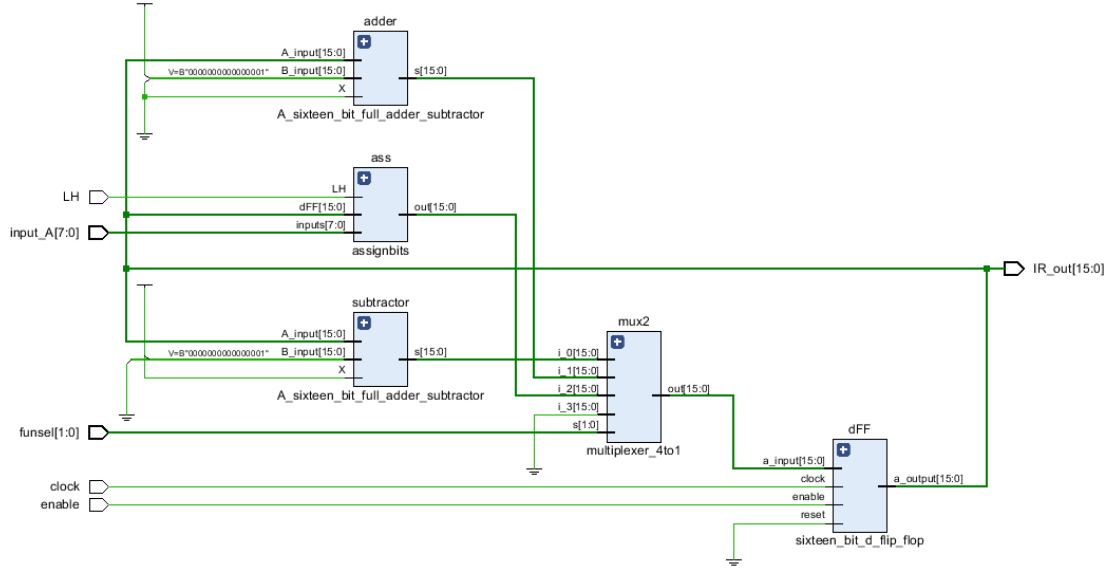 adder
A_input[15:0]
V=B"0000000000000001" B_input[15:0] s[15:0]
X
A_sixteen_bit_full_adder_subtractor
ass
LH LH
dFF[15:0] out[15:0]
input_A[7:0] inputs[7:0]
assignbits
IR_out[15:0]
subtractor
A_input[15:0]
V=B"0000000000000001" B_input[15:0] s[15:0]
X
A_sixteen_bit_full_adder_subtractor
mux2
i_0[15:0]
i_1[15:0]
i_2[15:0] out[15:0]
i_3[15:0]
funsel[1:0] s[1:0]
multiplexer_4to1
dFF
a_input[15:0]
clock clock a_output[15:0]
enable enable
reset
sixteen_bit_d_flip_flop